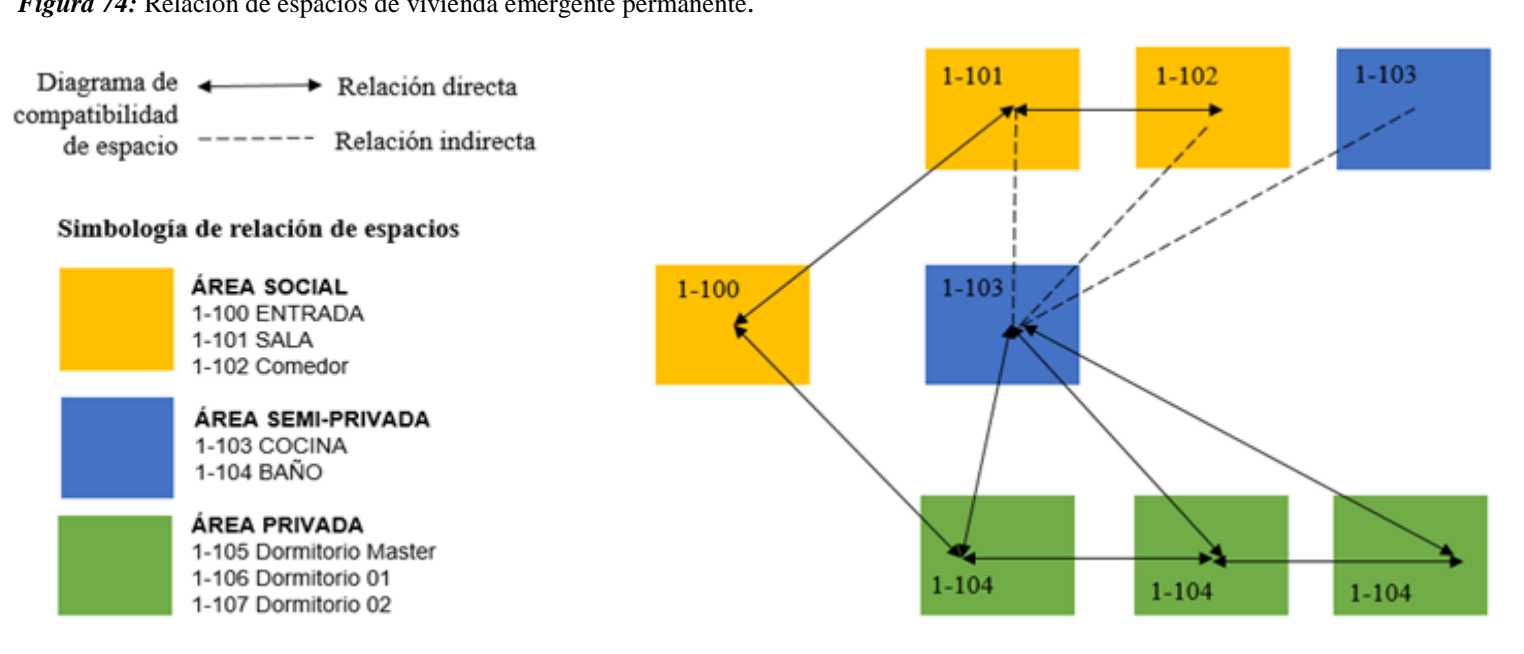 Figura 74: Relación de espacios de vivienda emergente permanente.
Diagrama de
compatibilidad
de espacio
Relación directa
Relación indirecta
Simbología de relación de espacios
ÁREA SOCIAL
1-100 ENTRADA
1-101 SALA
1-102 Comedor
ÁREA SEMI-PRIVADA
1-103 COCINA
1-104 BAÑO
ÁREA PRIVADA
1-105 Dormitorio Master
1-106 Dormitorio 01
1-107 Dormitorio 02
1-101
1-102
1-103
1-100
1-103
1-104
1-104
1-104